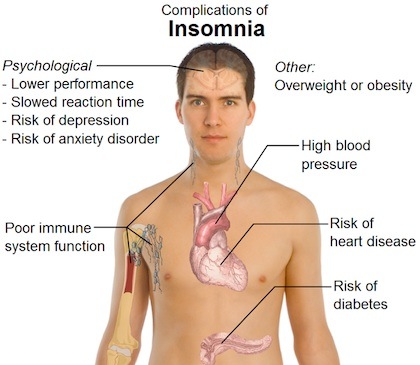 Complications of
Insomnia
Psychological
- Lower performance
- Slowed reaction time
- Risk of depression
- Risk of anxiety disorder
Other:
Overweight or obesity
High blood
pressure
Poor immune
system function
Risk of
heart disease
Risk of
diabetes